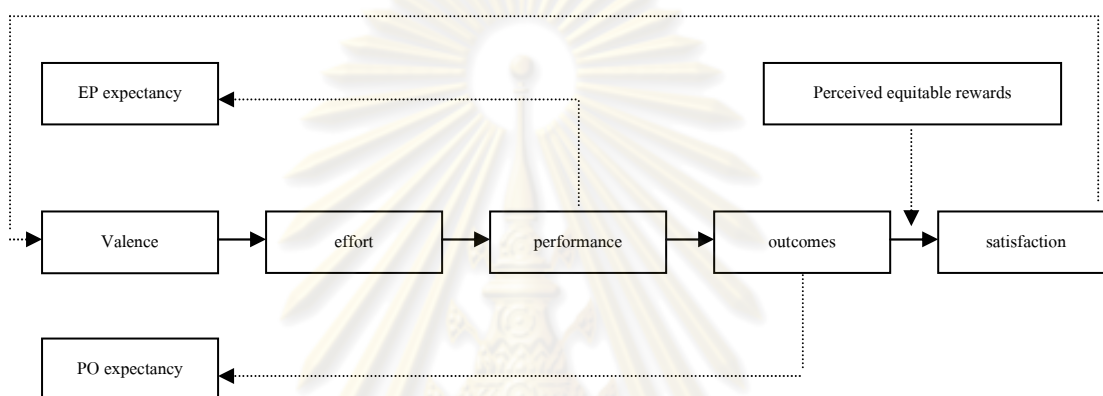 EP expectancy
Perceived equitable rewards
Valence
effort
performance
outcomes
satisfaction
PO expectancy